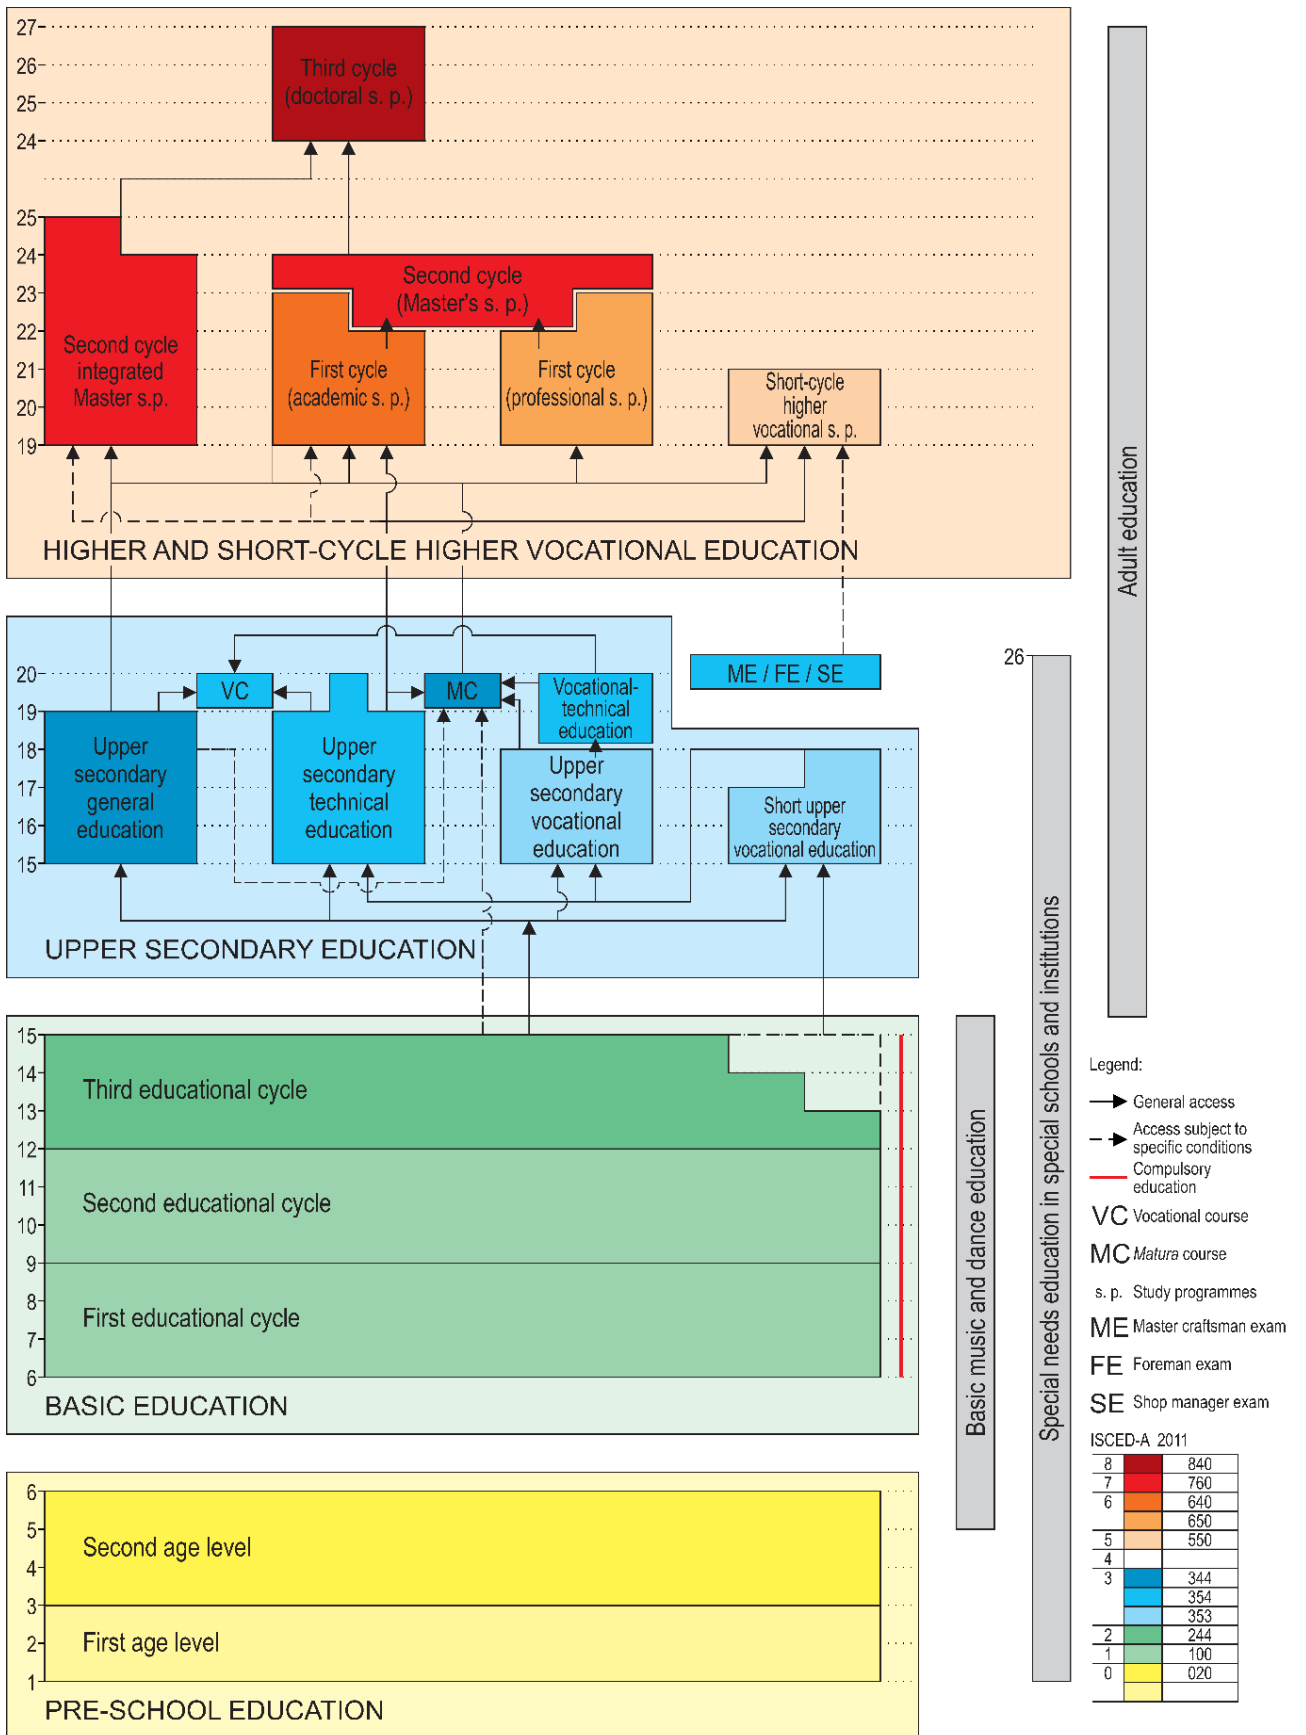 27
26
25
24
25
24
23
22
21
20
19
Third cycle
(doctoral s. p.)
Second cycle
(Master's s. p.)
Second cycle
integrated
Master s.p.
First cycle
(academic s. p.)
First cycle
(professional s. p.)
Short-cycle
higher
vocational s. p.
HIGHER AND SHORT-CYCLE HIGHER VOCATIONAL EDUCATION
20
19
18
17
16
15
VC
MC
Vocational-
technical
education
ME / FE / SE
Upper
secondary
general
education
Upper
secondary
technical
education
Upper
secondary
vocational
education
Short upper
secondary
vocational education
UPPER SECONDARY EDUCATION
15
14
13
12
11
10
9
8
7
6
Third educational cycle
Second educational cycle
First educational cycle
BASIC EDUCATION
6
5
4
3
2
1
Second age level
First age level
PRE-SCHOOL EDUCATION
Basic music and dance education
26
Special needs education in special schools and institutions
Adult education
Legend:
General access
Access subject to
specific conditions
Compulsory
education
VC Vocational course
MC Matura course
s. p. Study programmes
ME Master craftsman exam
FE Foreman exam
SE Shop manager exam
ISCED-A 2011
8 840
7 760
6 640
650
5 550
4
3 344
354
353
2 244
1 100
0 020